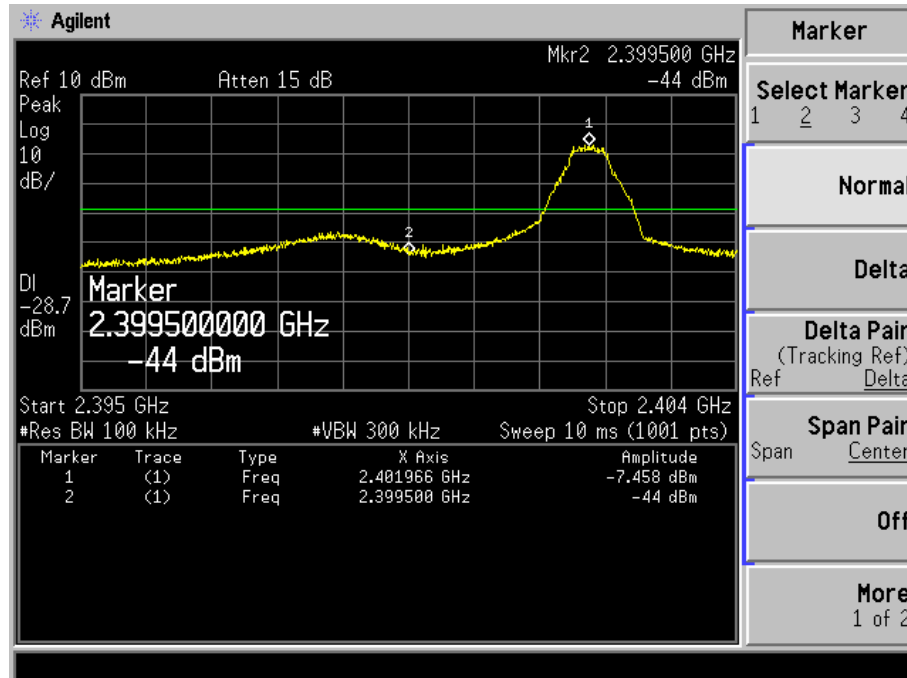 Agilent
Marker
Mkr2 2.399500 GHz
Ref 10 dBm Atten 15 dB -44 dBm
Peak
Log
10
dB/
1
2
DI
-28.7
dBm
Marker
2.399500000 GHz
-44 dBm
Start 2.395 GHz Stop 2.404 GHz
#Res BW 100 kHz #VBW 300 kHz Sweep 10 ms (1001 pts)
Marker Trace Type X Axis Amplitude
1 (1) Freq 2.401966 GHz -7.458 dBm
2 (1) Freq 2.399500 GHz -44 dBm
Select Marker
1 2 3 4
Normal
Delta
Delta Pair
(Tracking Ref)
Ref Delta
Span Pair
Span Center
Off
More
1 of 2